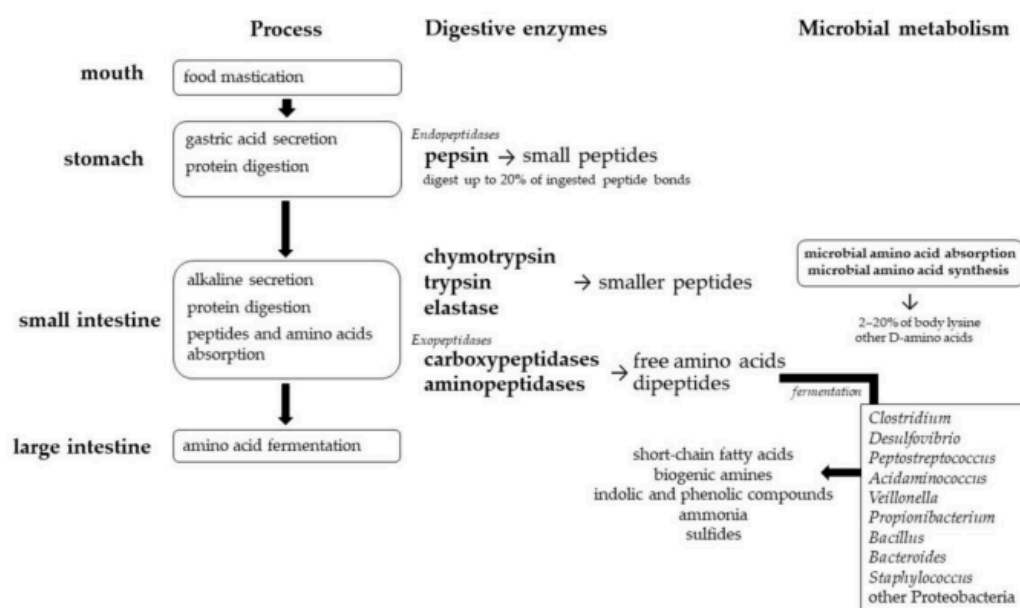 Process
Digestive enzymes
Microbial metabolism
mouth
food mastication
stomach
gastric acid secretion
protein digestion
Endopeptidases
pepsin → small peptides
digest up to 20% of ingested peptide bonds
small intestine
alkaline secretion
protein digestion
peptides and amino acids
absorption
chymotrypsin
trypsin
elastase
→ smaller peptides
Exopeptidases
carboxypeptidases
aminopeptidases
→ free amino acids
dipeptides
microbial amino acid absorption
microbial amino acid synthesis
2–20% of body lysine
other D-amino acids
fermentation
large intestine
amino acid fermentation
short-chain fatty acids
biogenic amines
indolic and phenolic compounds
ammonia
sulfides
Clostridium
Desulfovibrio
Peptostreptococcus
Acidaminococcus
Veillonella
Propionibacterium
Bacillus
Bacteroides
Staphylococcus
other Proteobacteria